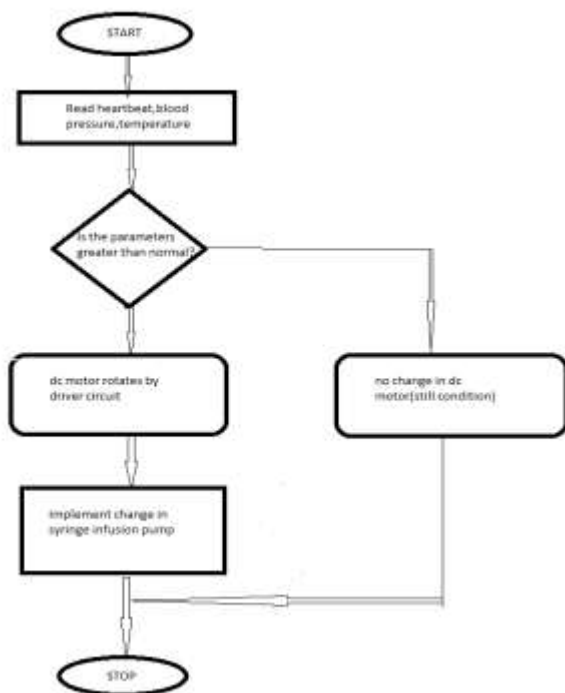 START
Read heartbeat,blood
pressure,temperature
Is the parameters
greater than normal?
dc motor rotates by
driver circuit
no change in dc
motor(still condition)
Implement change in
syringe infusion pump
STOP